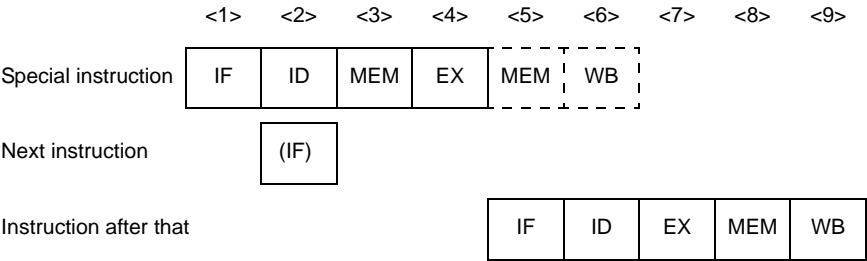 <1> <2> <3> <4> <5> <6> <7> <8> <9>
Special instruction IF ID MEM EX MEM WB
Next instruction (IF)
Instruction after that IF ID EX MEM WB